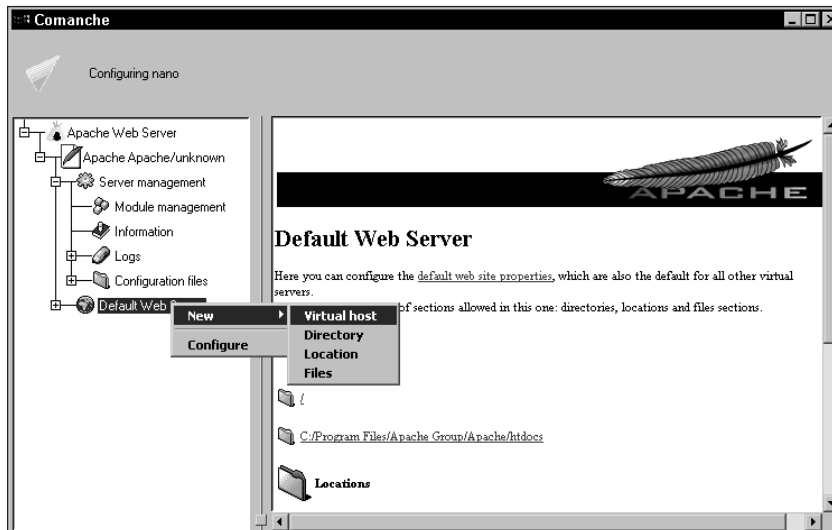 Comanche
Configuring nano
Apache Web Server
Apache Apache/unknown
Server management
Module management
Information
Logs
Configuration files
Default Web S
New
Configure
Virtual host
Directory
Location
Files
APACHE
Default Web Server
Here you can configure the default web site properties, which are also the default for all other virtual
servers.
of sections allowed in this one: directories, locations and files sections.
/
C:/Program Files/Apache Group/Apache/htdocs
Locations